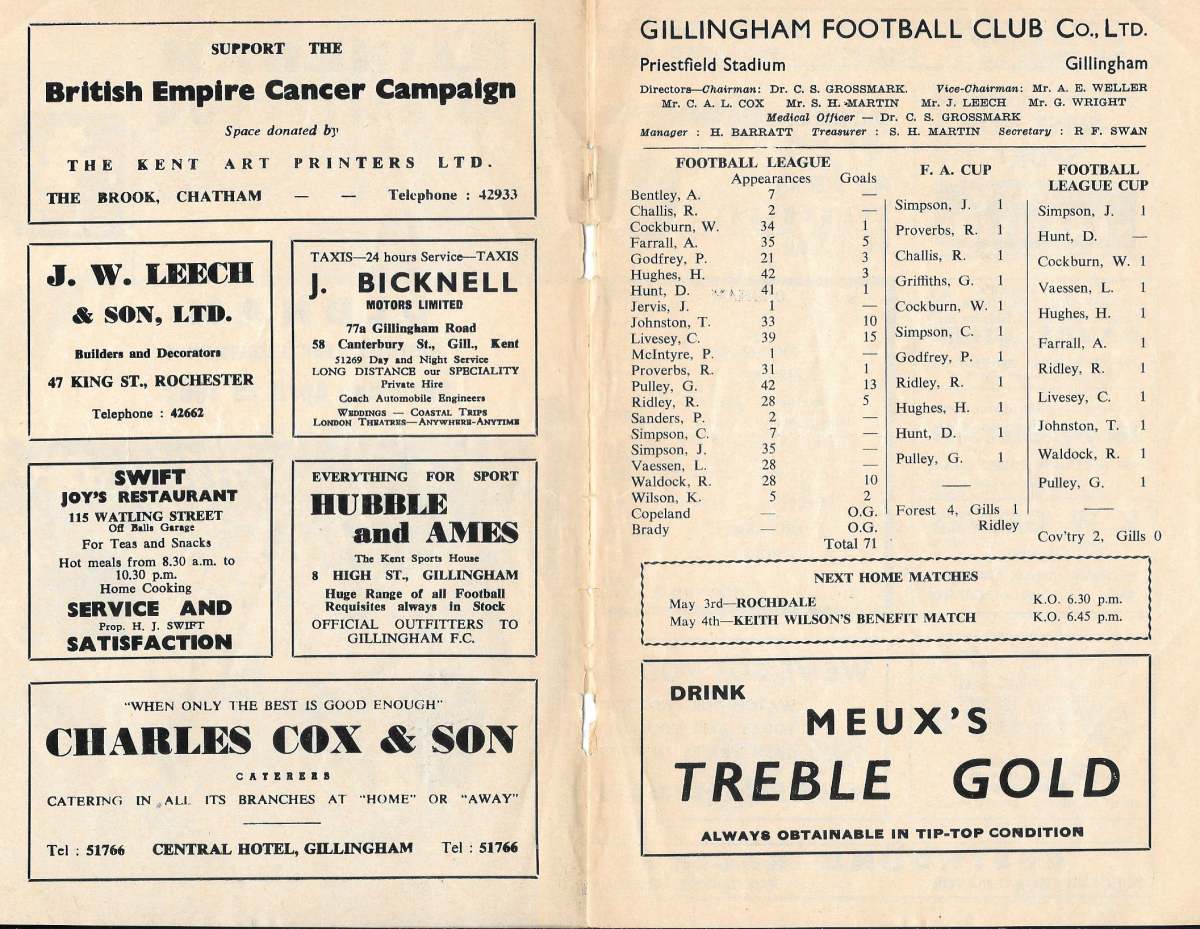 SUPPORT THE
British Empire Cancer Campaign
Space donated by
THE KENT ART PRINTERS LTD.
THE BROOK, CHATHAM — — Telephone : 42933
J. W. LEECH
& SON, LTD.
Builders and Decorators
47 KING ST., ROCHESTER
Telephone : 42662
TAXIS—24 hours Service—TAXIS
J. BICKNELL
MOTORS LIMITED
77a Gillingham Road
58 Canterbury St., Gill., Kent
51269 Day and Night Service
LONG DISTANCE our SPECIALITY
Private Hire
Coach Automobile Engineers
WEDDINGS — COASTAL TRIPS
LONDON THEATRES—ANYWHERE-ANYTIME
SWIFT
JOY'S RESTAURANT
115 WATLING STREET
Off Balls Garage
For Teas and Snacks
Hot meals from 8.30 a.m. to
10.30 p.m.
Home Cooking
SERVICE AND
Prop. H. J. SWIFT
SATISFACTION
EVERYTHING FOR SPORT
HUBBLE
and AMES
The Kent Sports House
8 HIGH ST., GILLINGHAM
Huge Range of all Football
Requisites always in Stock
OFFICIAL OUTFITTERS TO
GILLINGHAM F.C.
"WHEN ONLY THE BEST IS GOOD ENOUGH"
CHARLES COX & SON
CATERERS
CATERING IN ALL ITS BRANCHES AT "HOME" OR "AWAY"
Tel : 51766 CENTRAL HOTEL, GILLINGHAM Tel : 51766
GILLINGHAM FOOTBALL CLUB Co., LTD.
Priestfield Stadium Gillingham
Directors—Chairman: Dr. C. S. GROSSMARK. Vice-Chairman: Mr. A. E. WELLER
Mr. C. A. L. COX Mr. S. H. MARTIN Mr. J. LEECH Mr. G. WRIGHT
Medical Officer — Dr. C. S. GROSSMARK
Manager : H. BARRATT Treasurer : S. H. MARTIN Secretary : R F. SWAN
FOOTBALL LEAGUE
Appearances Goals
Bentley, A. 7 —
Challis, R. 2 —
Cockburn, W. 34 1
Farrall, A. 35 5
Godfrey, P. 21 3
Hughes, H. 42 3
Hunt, D. 41 1
Jervis, J. 1 —
Johnston, T. 33 10
Livesey, C. 39 15
McIntyre, P. 1 —
Proverbs, R. 31 1
Pulley, G. 42 13
Ridley, R. 28 5
Sanders, P. 2 —
Simpson, C. 7 —
Simpson, J. 35 —
Vaessen, L. 28 —
Waldock, R. 28 10
Wilson, K. 5 2
Copeland — O.G.
Brady — O.G.
Total 71
F. A. CUP
Simpson, J. 1
Proverbs, R. 1
Challis, R. 1
Griffiths, G. 1
Cockburn, W. 1
Simpson, C. 1
Godfrey, P. 1
Ridley, R. 1
Hughes, H. 1
Hunt, D. 1
Pulley, G. 1
——
Forest 4, Gills 1
Ridley
FOOTBALL
LEAGUE CUP
Simpson, J. 1
Hunt, D. —
Cockburn, W. 1
Vaessen, L. 1
Hughes, H. 1
Farrall, A. 1
Ridley, R. 1
Livesey, C. 1
Johnston, T. 1
Waldock, R. 1
Pulley, G. 1
——
Cov'try 2, Gills 0
NEXT HOME MATCHES
May 3rd—ROCHDALE K.O. 6.30 p.m.
May 4th—KEITH WILSON'S BENEFIT MATCH K.O. 6.45 p.m.
DRINK
MEUX'S
TREBLE GOLD
ALWAYS OBTAINABLE IN TIP-TOP CONDITION